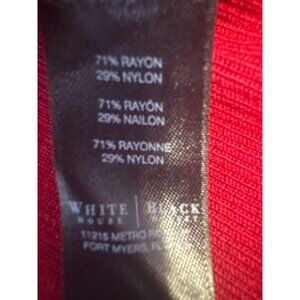 71% RAYON
29% NYLON
71% RAYÓN
29% NAILON
71% RAYONNE
29% NYLON
WHITE | BLACK
HOUSE
11215 METRO
FORT MYERS,